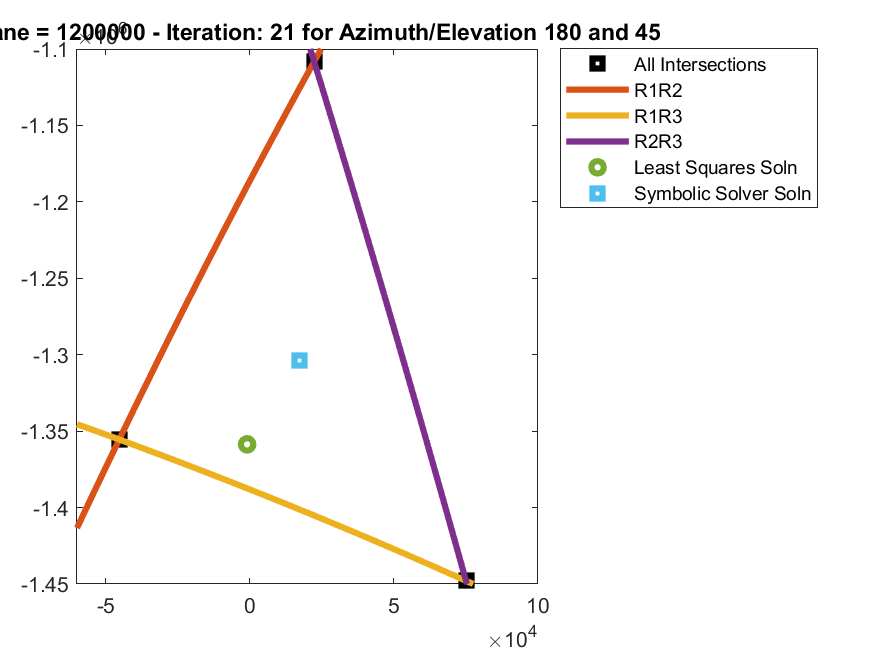 ane = 1200000 - Iteration: 21 for Azimuth/Elevation 180 and 45
×10⁶
-1.1
-1.15
-1.2
-1.25
-1.3
-1.35
-1.4
-1.45
-5
0
5
10
×10⁴
All Intersections
R1R2
R1R3
R2R3
Least Squares Soln
Symbolic Solver Soln